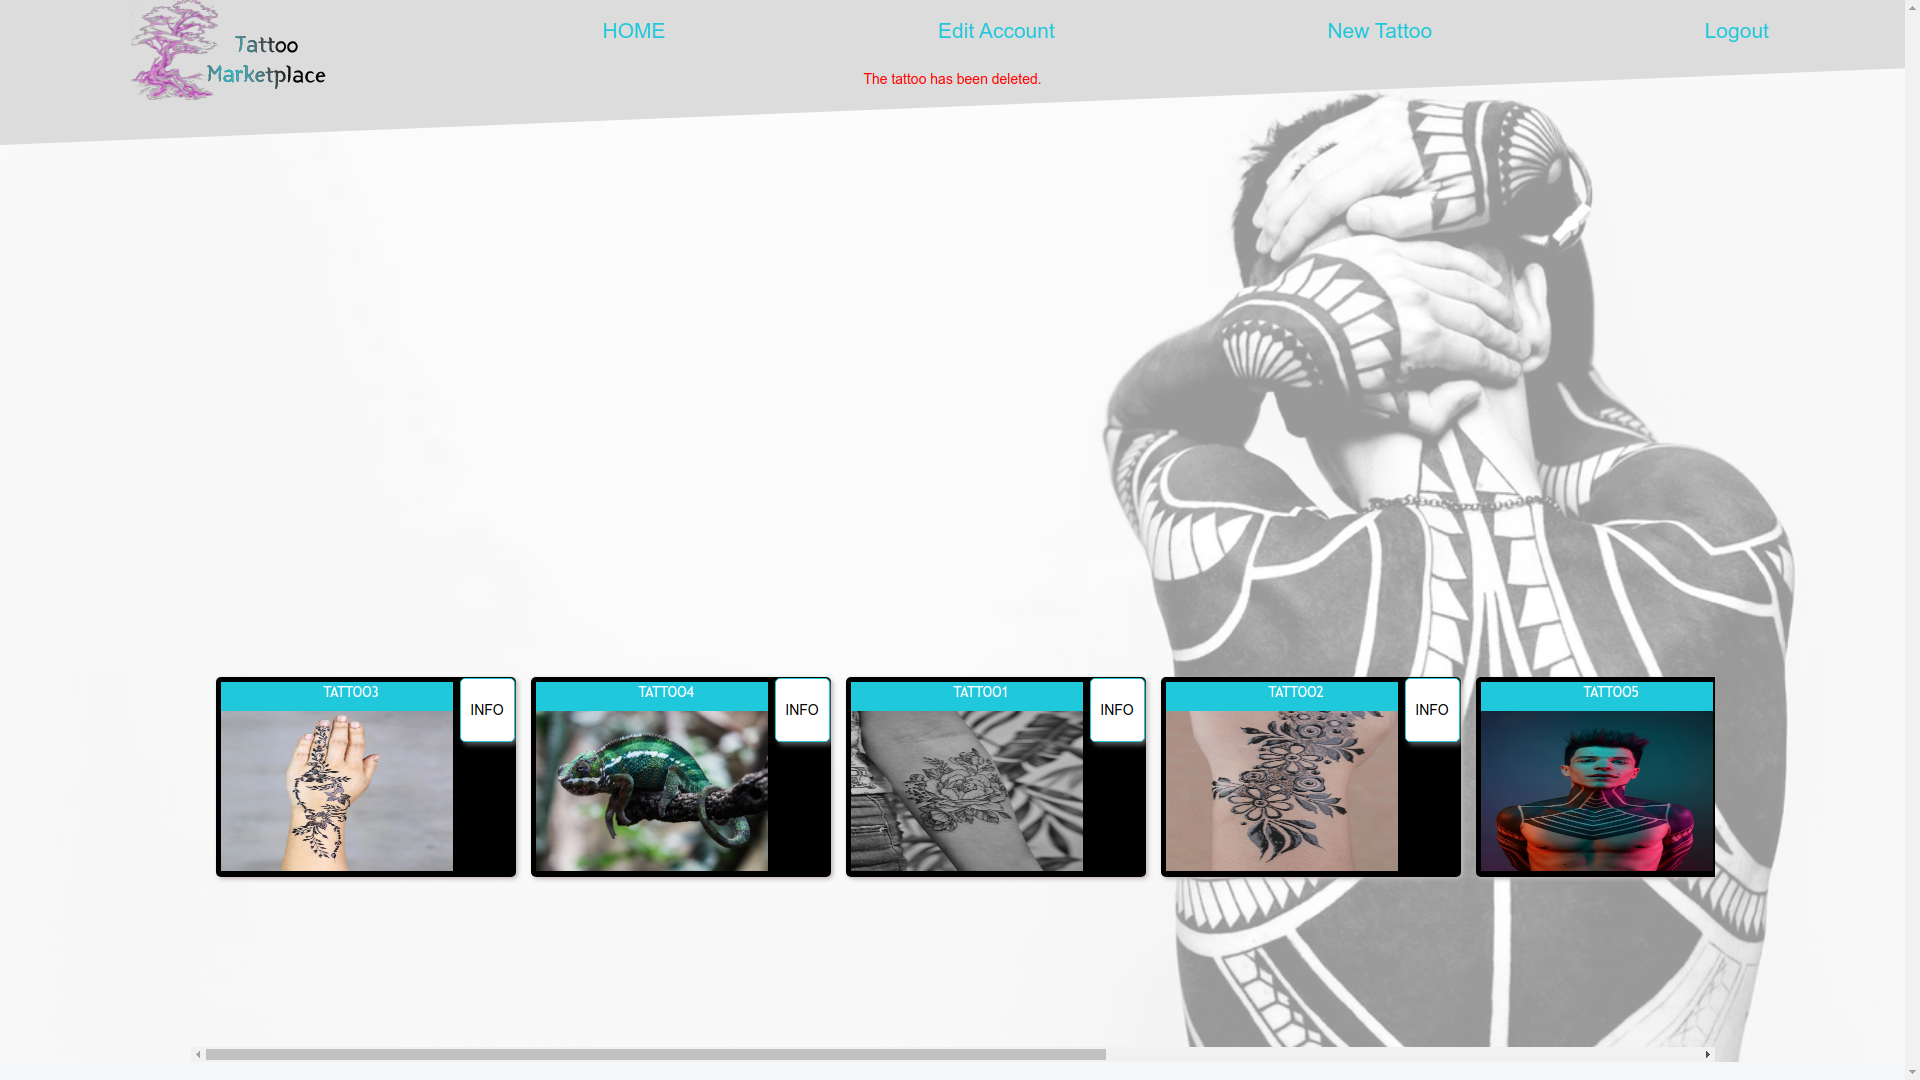 Tattoo
Marketplace
HOME
Edit Account
New Tattoo
Logout
The tattoo has been deleted.
TATTOO3
INFO
TATTOO4
INFO
TATTOO1
INFO
TATTOO2
INFO
TATTOO5